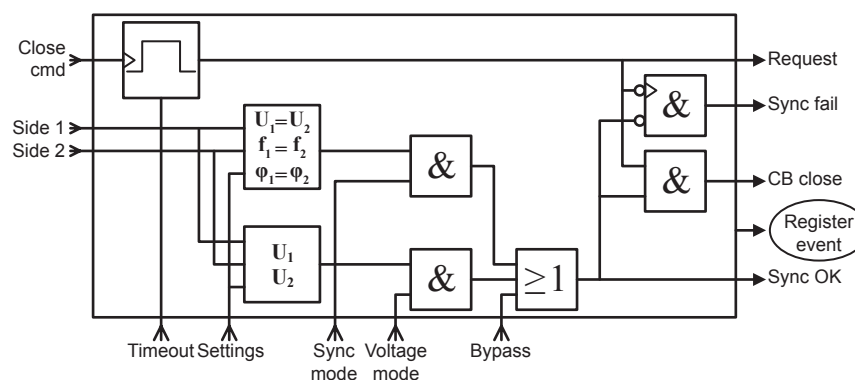 Close
cmd
Request
Side 1
Side 2
U₁=U₂
f₁ = f₂
φ₁=φ₂
&
Sync fail
&
&
CB close
Register
event
U₁
U₂
&
≥1
Sync OK
Timeout
Settings
Sync
mode
Voltage
mode
Bypass